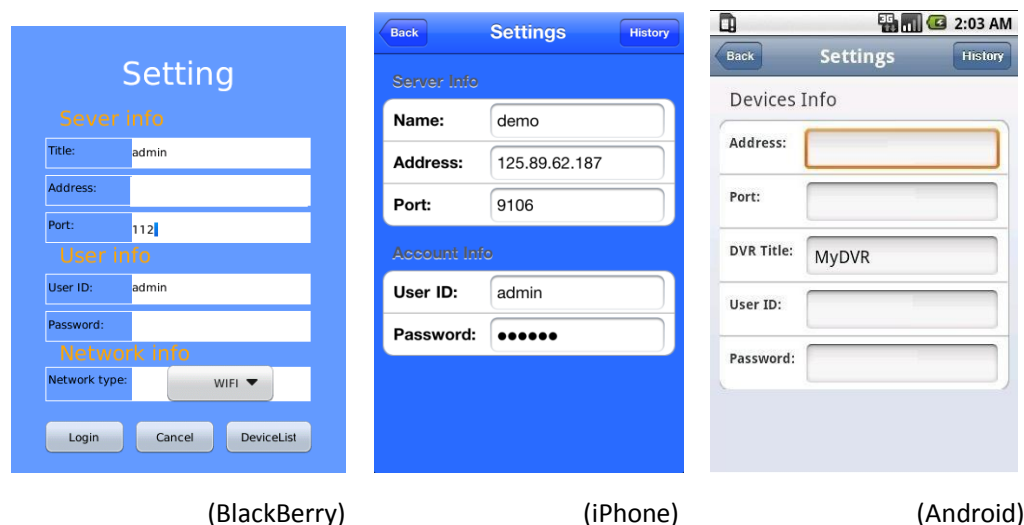 Setting
Sever info
Title: admin
Address:
Port: 112
User info
User ID: admin
Password:
Network info
Network type: WIFI
Login Cancel DeviceList
(BlackBerry)
Back Settings History
Server Info
Name: demo
Address: 125.89.62.187
Port: 9106
Account Info
User ID: admin
Password: ●●●●●●
(iPhone)
3G 2:03 AM
Back Settings History
Devices Info
Address:
Port:
DVR Title: MyDVR
User ID:
Password:
(Android)